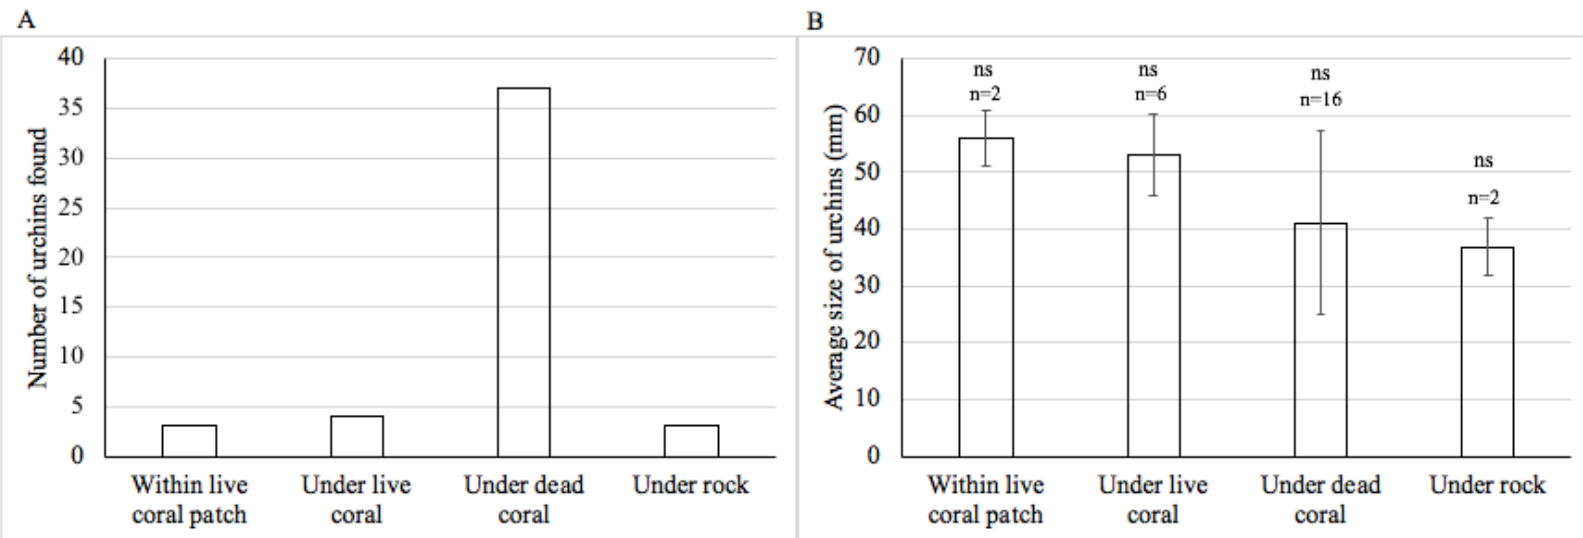 A
40
35
30
25
20
15
10
5
0
Number of urchins found
Within live
coral patch
Under live
coral
Under dead
coral
Under rock
B
70
60
50
40
30
20
10
0
Average size of urchins (mm)
ns
n=2
ns
n=6
ns
n=16
ns
n=2
Within live
coral patch
Under live
coral
Under dead
coral
Under rock